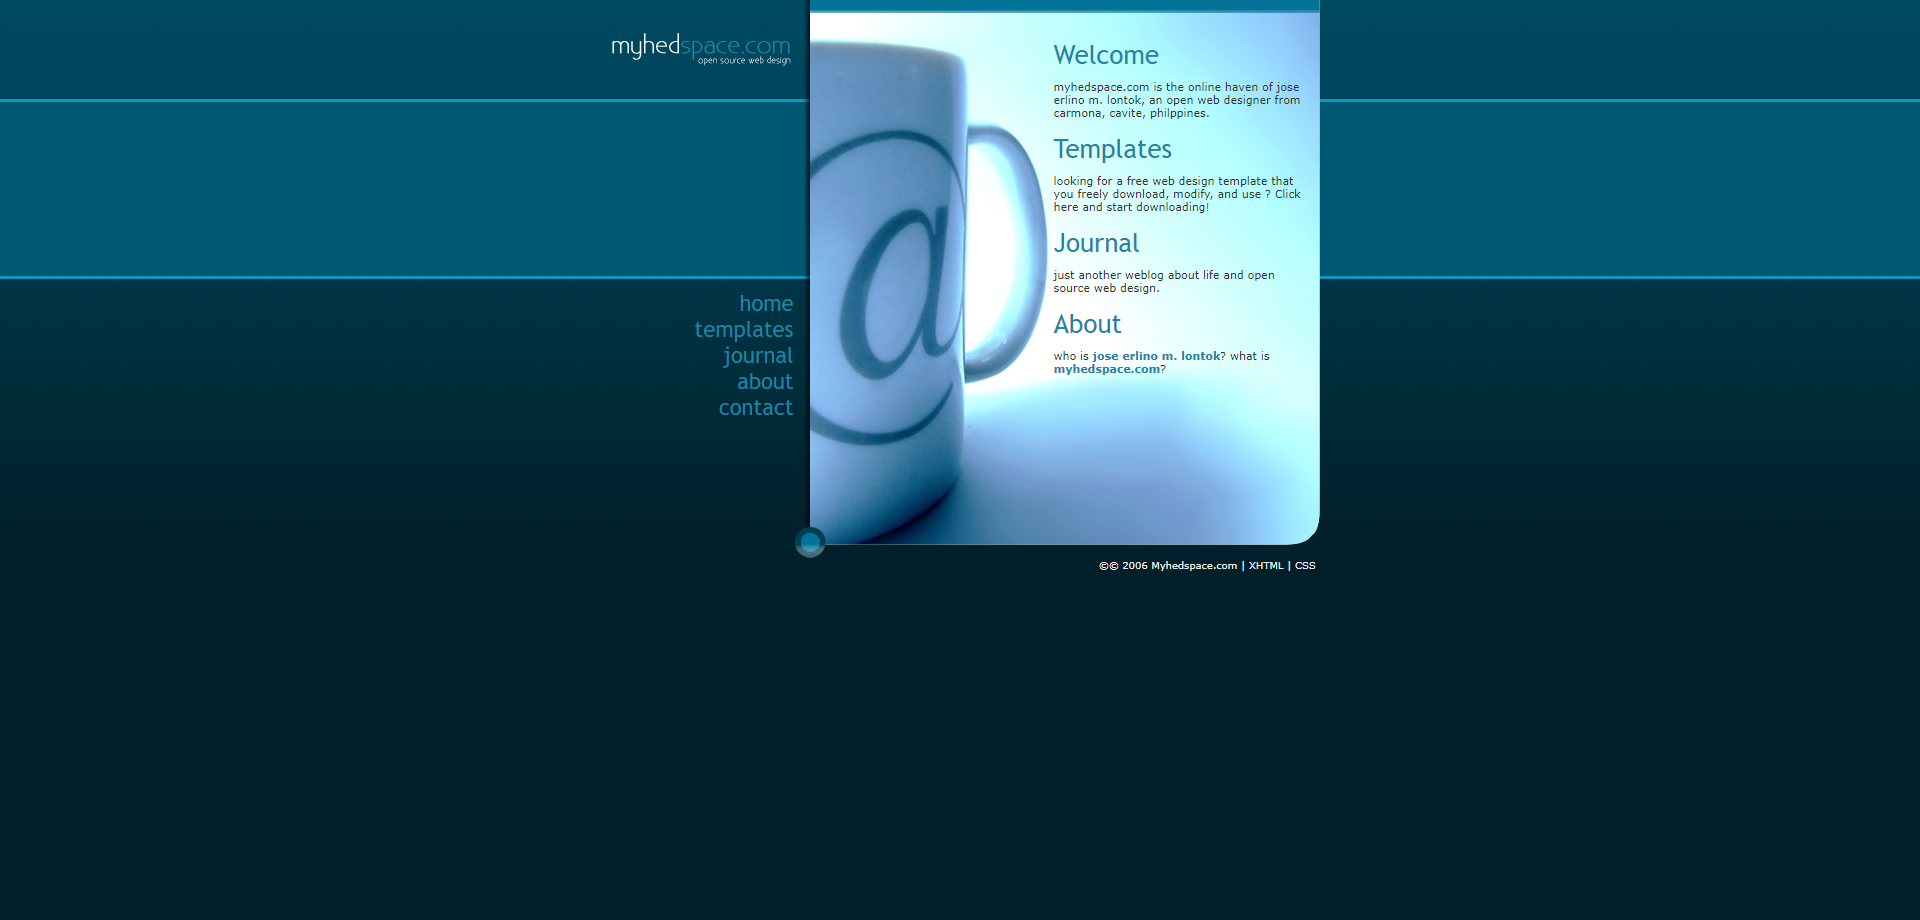 myhedspace.com
open source web design
home
templates
journal
about
contact
@
Welcome
myhedspace.com is the online haven of jose
erlino m. lontok, an open web designer from
carmona, cavite, philppines.
Templates
looking for a free web design template that
you freely download, modify, and use ? Click
here and start downloading!
Journal
just another weblog about life and open
source web design.
About
who is jose erlino m. lontok? what is
myhedspace.com?
©© 2006 Myhedspace.com | XHTML | CSS